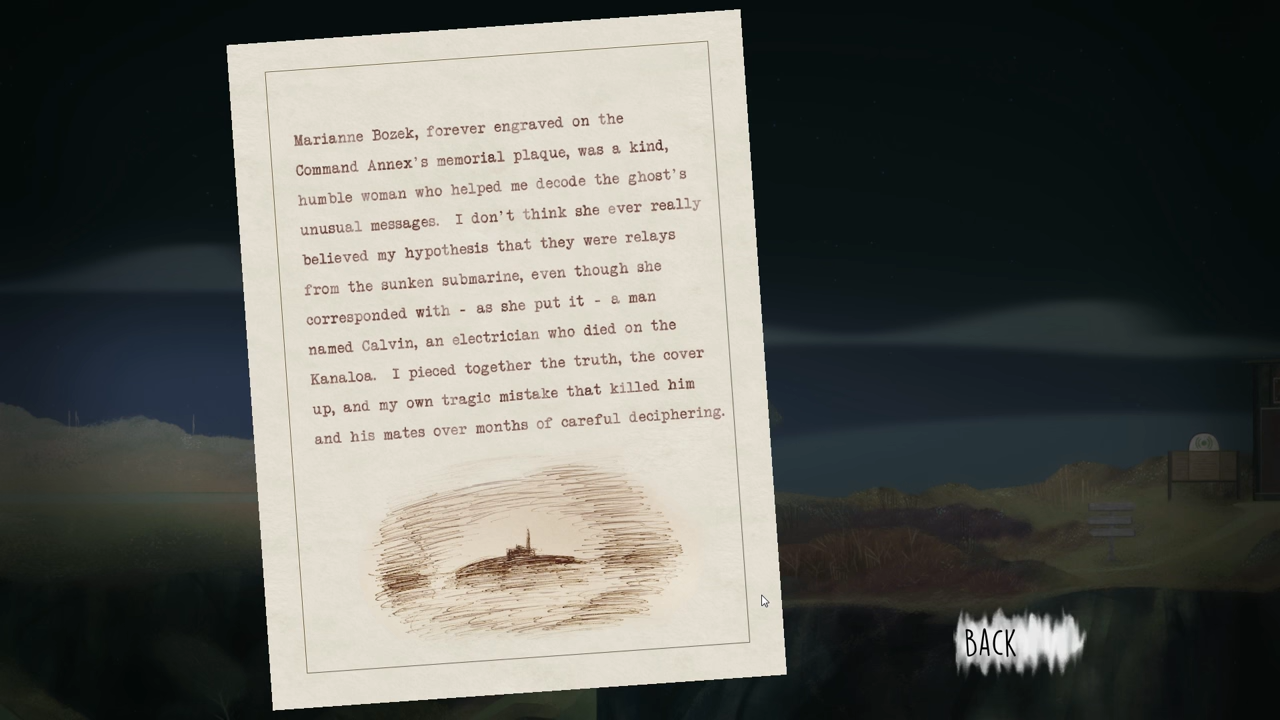 Marianne Bozek, forever engraved on the
Command Annex's memorial plaque, was a kind,
humble woman who helped me decode the ghost's
unusual messages.  I don't think she ever really
believed my hypothesis that they were relays
from the sunken submarine, even though she
corresponded with - as she put it - a man
named Calvin, an electrician who died on the
Kanaloa.  I pieced together the truth, the cover
up, and my own tragic mistake that killed him
and his mates over months of careful deciphering.
BACK